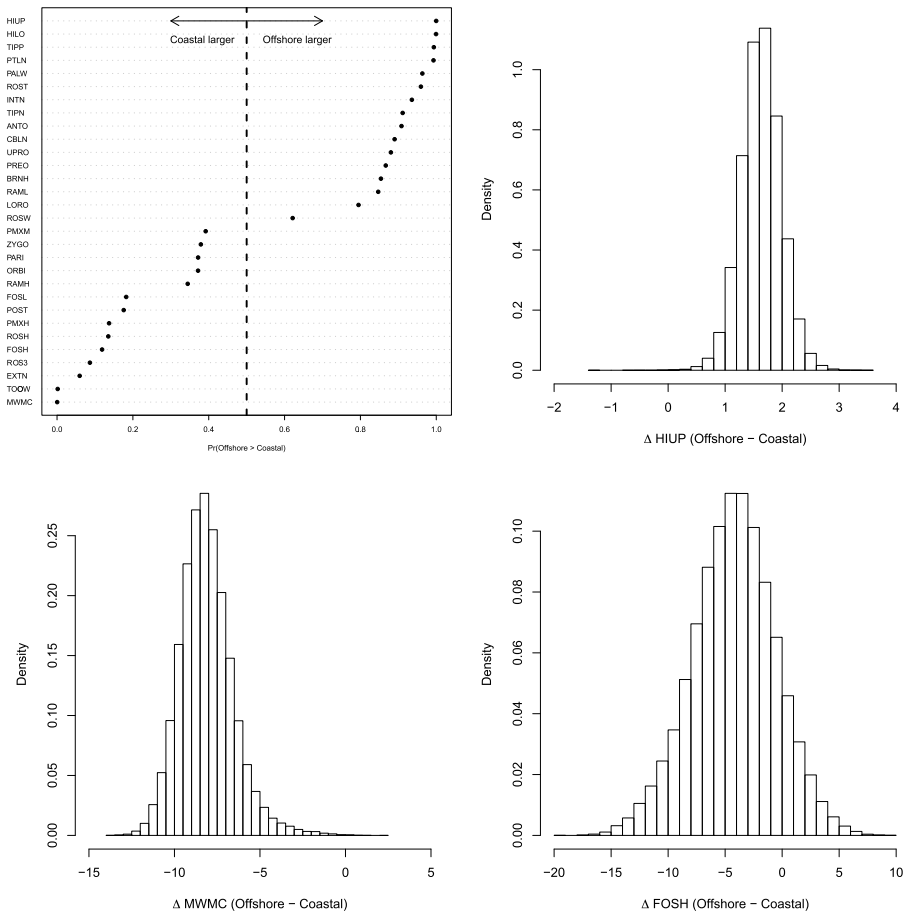 HIUP
HILO
TIPP
PTLN
PALW
ROST
INTN
TIPN
ANTO
CBLN
UPRO
PREO
BRNH
RAML
LORO
ROSW
PMXM
ZYGO
PARI
ORBI
RAMH
FOSL
POST
PMXH
ROSH
FOSH
ROS3
EXTN
TOOW
MWMC
Coastal larger Offshore larger
0.0 0.2 0.4 0.6 0.8 1.0
Pr(Offshore > Coastal)
Density
0.0 0.2 0.4 0.6 0.8 1.0
−2 −1 0 1 2 3 4
Δ HIUP (Offshore − Coastal)
Density
0.00 0.05 0.10 0.15 0.20 0.25
−15 −10 −5 0 5
Δ MWMC (Offshore − Coastal)
Density
0.00 0.02 0.04 0.06 0.08 0.10
−20 −15 −10 −5 0 5 10
Δ FOSH (Offshore − Coastal)